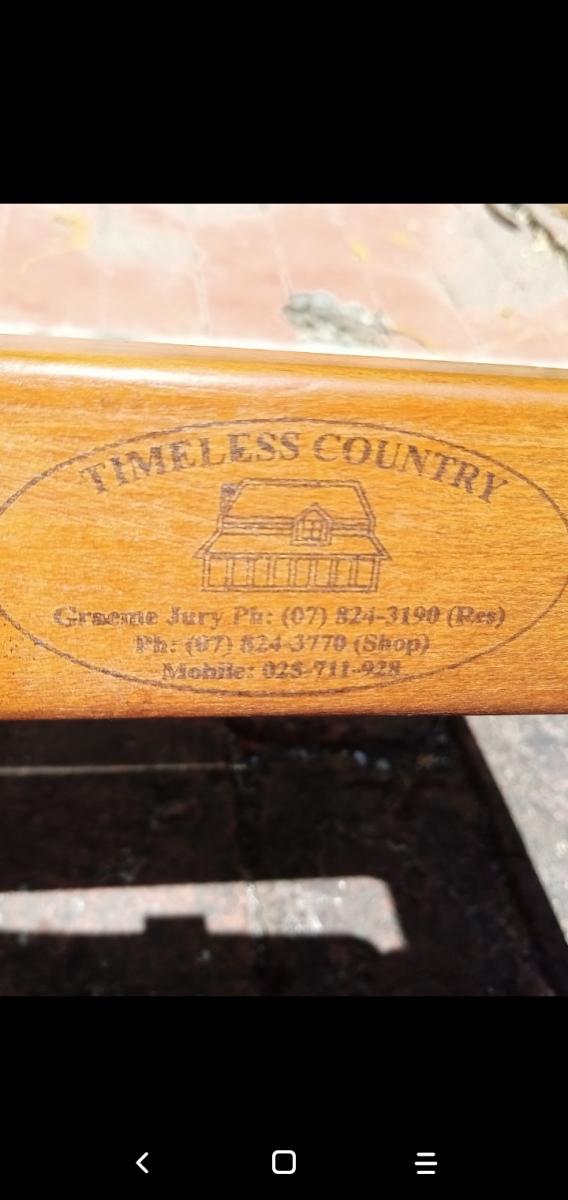 TIMELESS COUNTRY
Graeme Jury Ph: (07) 824-3190 (Res)
Ph: (07) 824-3770 (Shop)
Mobile: 025-711-928